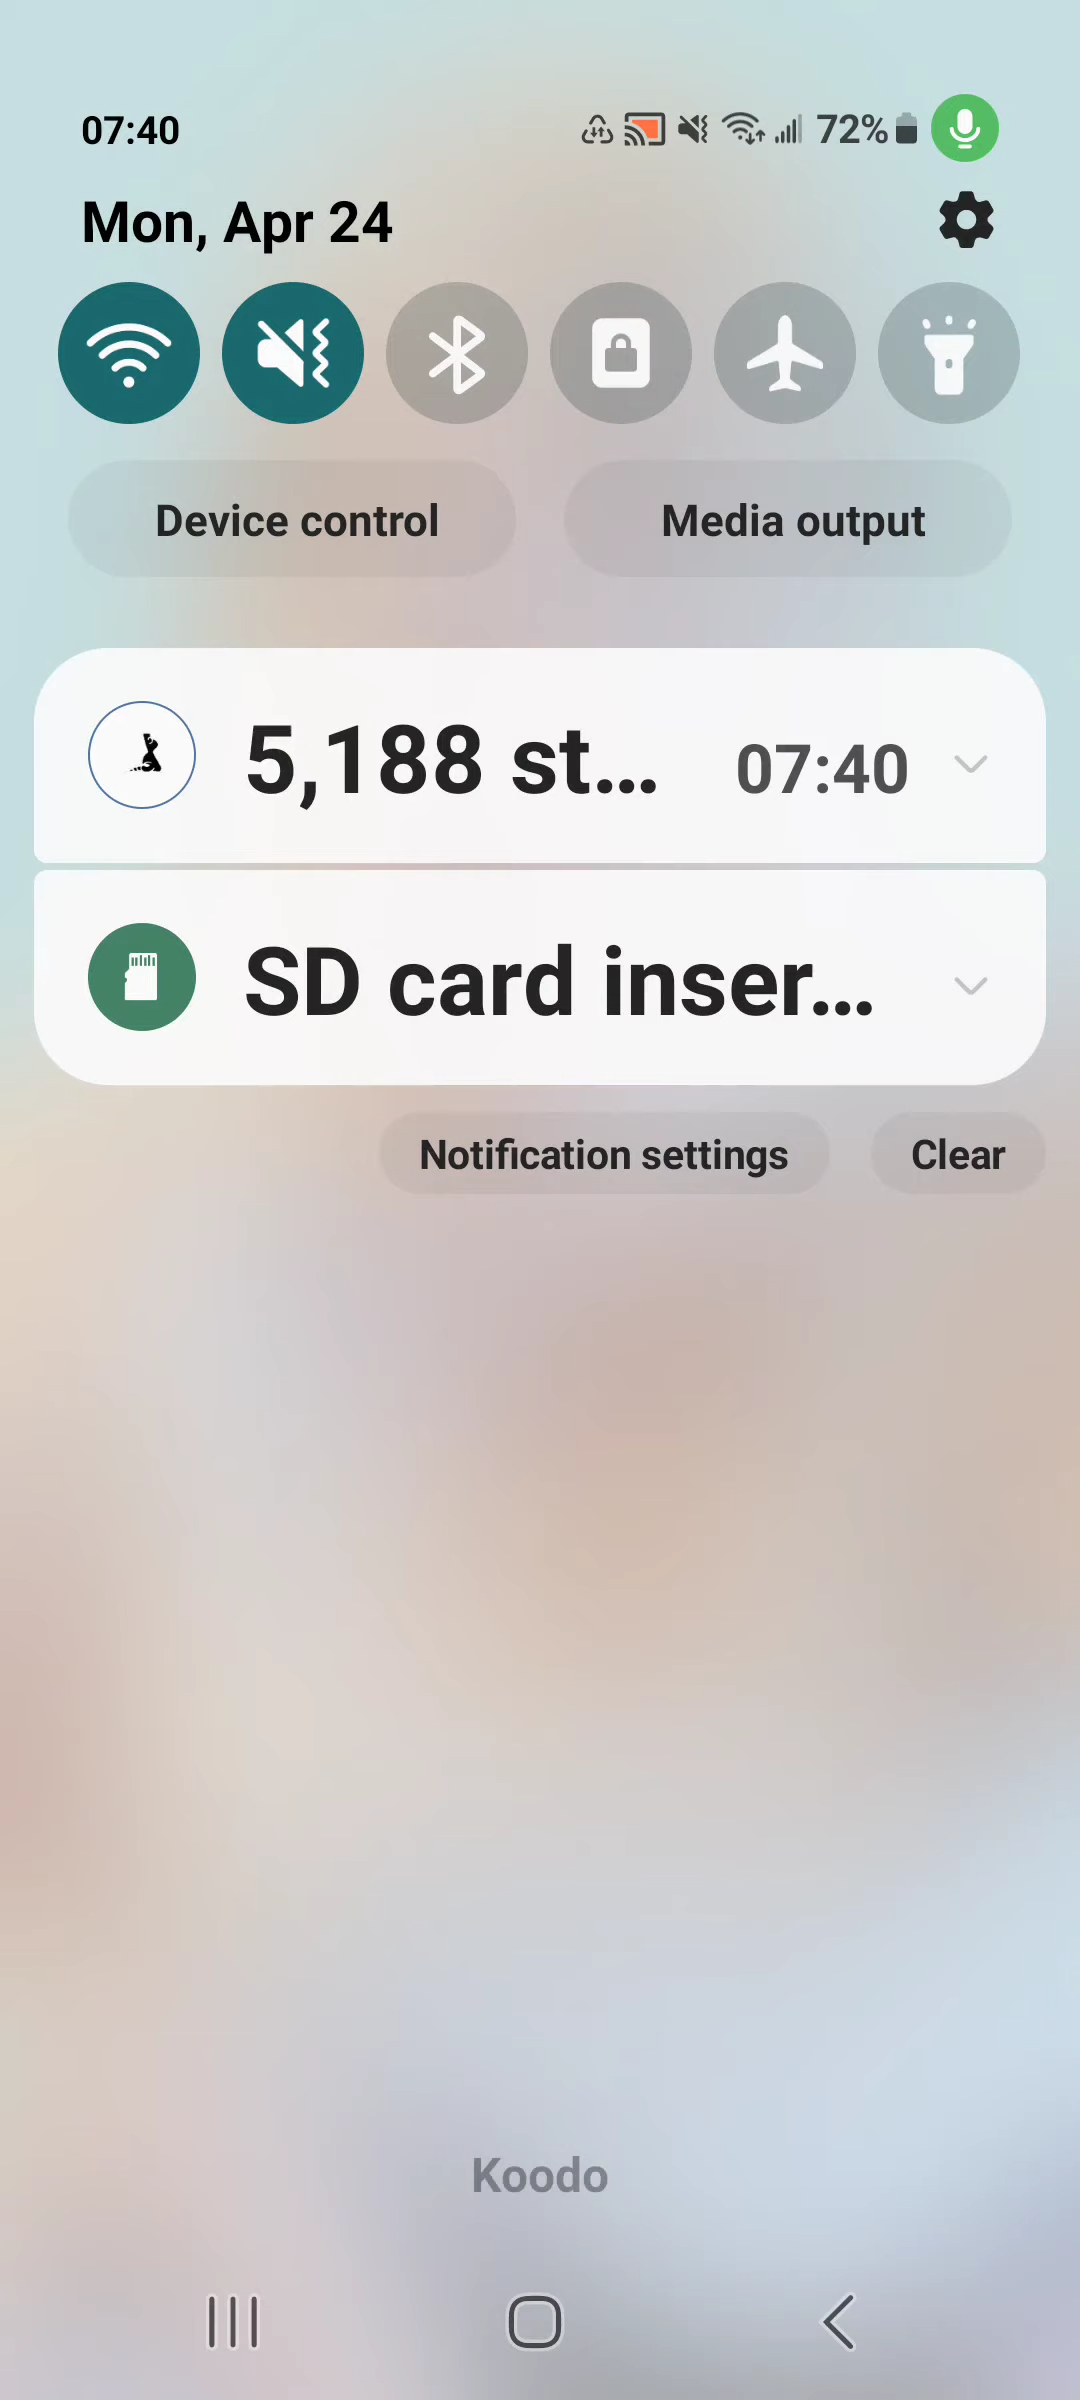 07:40 72%
Mon, Apr 24
Device control Media output
5,188 st... 07:40
SD card inser...
Notification settings Clear
Koodo